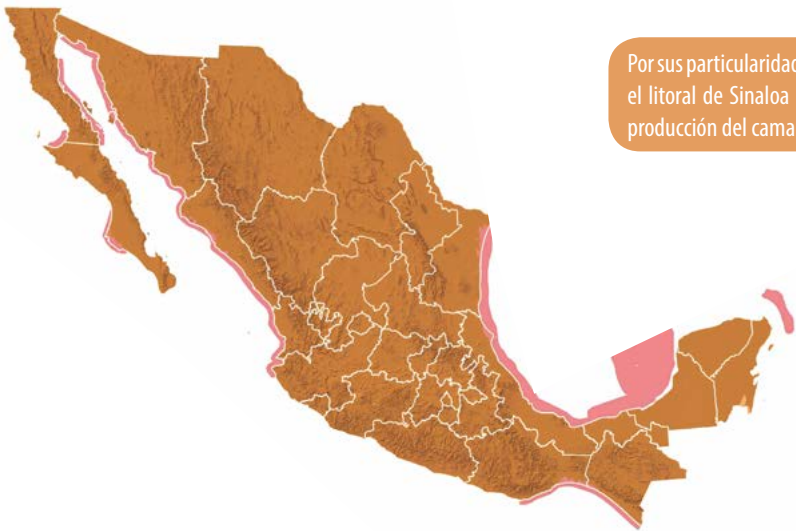 Por sus particularidad
el litoral de Sinaloa
producción del cama